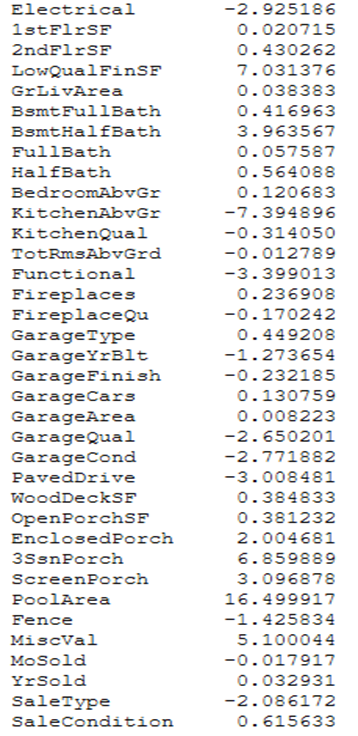 Electrical -2.925186
1stFlrSF 0.020715
2ndFlrSF 0.430262
LowQualFinSF 7.031376
GrLivArea 0.038383
BsmtFullBath 0.416963
BsmtHalfBath 3.963567
FullBath 0.057587
HalfBath 0.564088
BedroomAbvGr 0.120683
KitchenAbvGr -7.394896
KitchenQual -0.314050
TotRmsAbvGrd -0.012789
Functional -3.399013
Fireplaces 0.236908
FireplaceQu -0.170242
GarageType 0.449208
GarageYrBlt -1.273654
GarageFinish -0.232185
GarageCars 0.130759
GarageArea 0.008223
GarageQual -2.650201
GarageCond -2.771882
PavedDrive -3.008481
WoodDeckSF 0.384833
OpenPorchSF 0.381232
EnclosedPorch 2.004681
3SsnPorch 6.859889
ScreenPorch 3.096878
PoolArea 16.499917
Fence -1.425834
MiscVal 5.100044
MoSold -0.017917
YrSold 0.032931
SaleType -2.086172
SaleCondition 0.615633